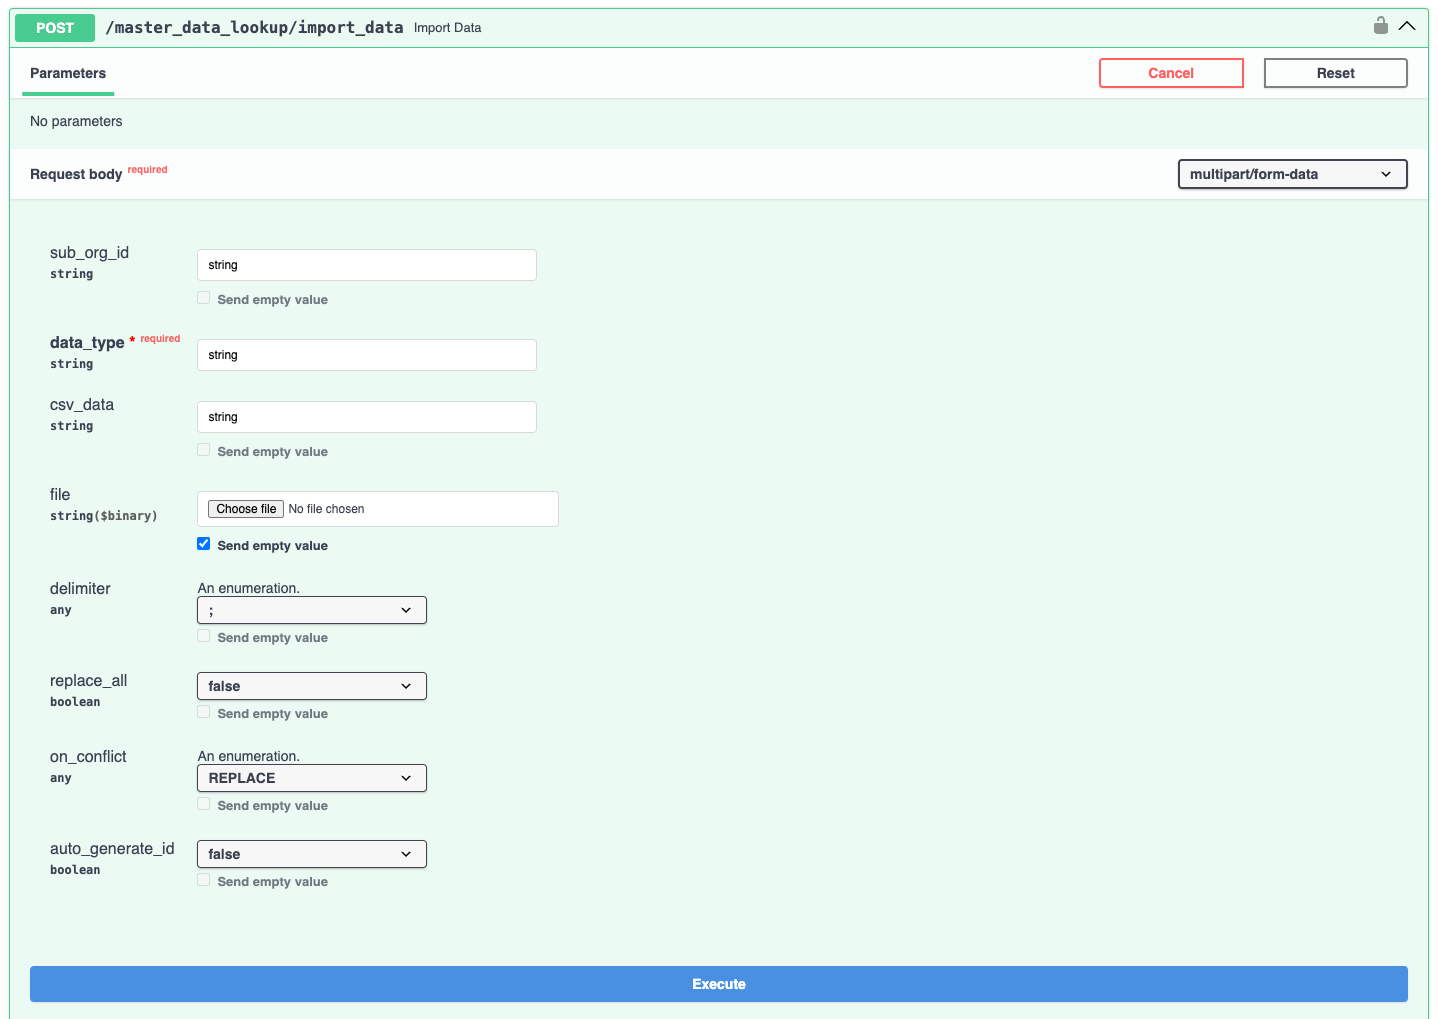 POST /master_data_lookup/import_data Import Data
Parameters Cancel Reset
No parameters
Request body required multipart/form-data
sub_org_id
string
string
Send empty value
data_type * required
string
string
csv_data
string
string
Send empty value
file
string($binary)
Choose file No file chosen
Send empty value
delimiter
any
An enumeration.
;
Send empty value
replace_all
boolean
false
Send empty value
on_conflict
any
An enumeration.
REPLACE
Send empty value
auto_generate_id
boolean
false
Send empty value
Execute